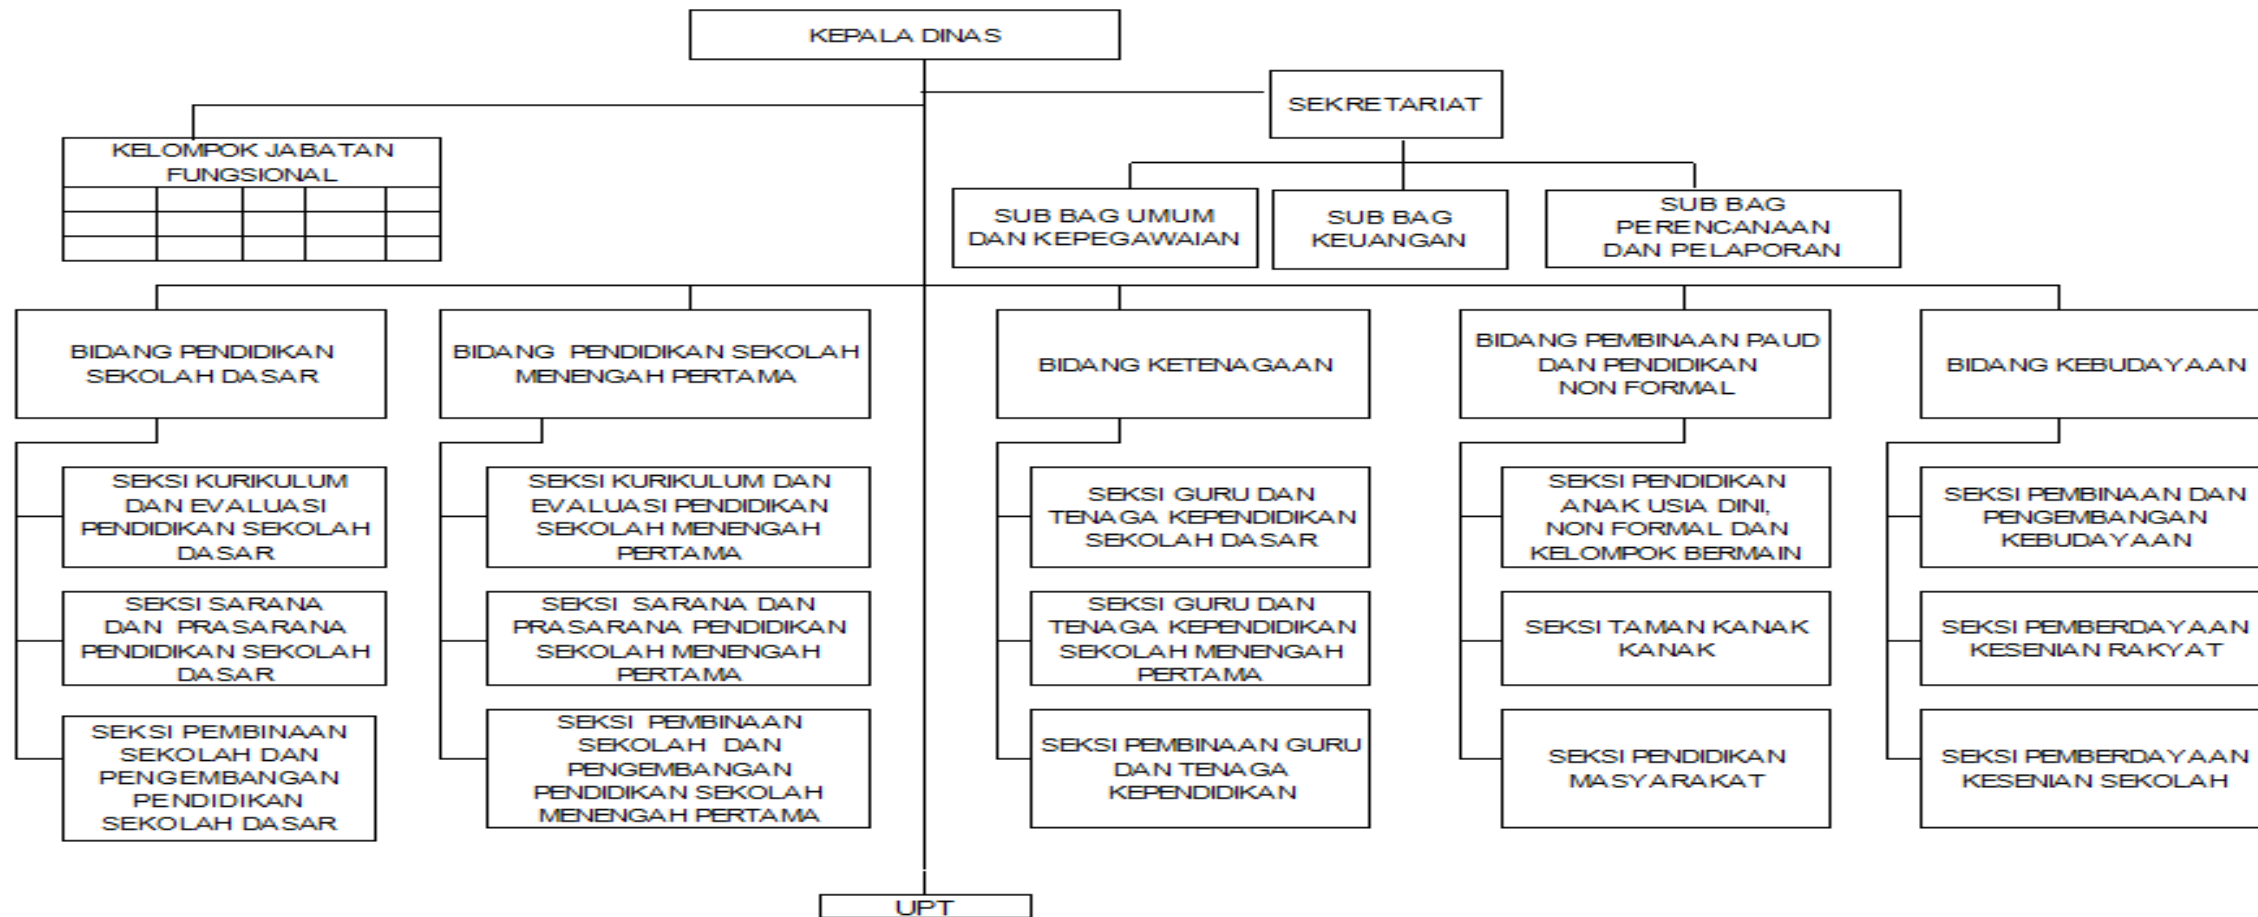 KEPALA DINAS
SEKRETARIAT
KELOMPOK JABATAN
FUNGSIONAL
SUB BAG UMUM
DAN KEPEGAWAIAN
SUB BAG
KEUANGAN
SUB BAG
PERENCANAAN
DAN PELAPORAN
BIDANG PENDIDIKAN
SEKOLAH DASAR
BIDANG PENDIDIKAN SEKOLAH
MENENGAH PERTAMA
BIDANG KETENAGAAN
BIDANG PEMBINAAN PAUD
DAN PENDIDIKAN
NON FORMAL
BIDANG KEBUDAYAAN
SEKSI KURIKULUM
DAN EVALUASI
PENDIDIKAN SEKOLAH
DASAR
SEKSI KURIKULUM DAN
EVALUASI PENDIDIKAN
SEKOLAH MENENGAH
PERTAMA
SEKSI GURU DAN
TENAGA KEPENDIDIKAN
SEKOLAH DASAR
SEKSI PENDIDIKAN
ANAK USIA DINI,
NON FORMAL DAN
KELOMPOK BERMAIN
SEKSI PEMBINAAN DAN
PENGEMBANGAN
KEBUDAYAAN
SEKSI SARANA
DAN PRASARANA
PENDIDIKAN SEKOLAH
DASAR
SEKSI SARANA DAN
PRASARANA PENDIDIKAN
SEKOLAH MENENGAH
PERTAMA
SEKSI GURU DAN
TENAGA KEPENDIDIKAN
SEKOLAH MENENGAH
PERTAMA
SEKSI TAMAN KANAK
KANAK
SEKSI PEMBERDAYAAN
KESENIAN RAKYAT
SEKSI PEMBINAAN
SEKOLAH DAN
PENGEMBANGAN
PENDIDIKAN
SEKOLAH DASAR
SEKSI PEMBINAAN
SEKOLAH DAN
PENGEMBANGAN
PENDIDIKAN SEKOLAH
MENENGAH PERTAMA
SEKSI PEMBINAAN GURU
DAN TENAGA
KEPENDIDIKAN
SEKSI PENDIDIKAN
MASYARAKAT
SEKSI PEMBERDAYAAN
KESENIAN SEKOLAH
UPT